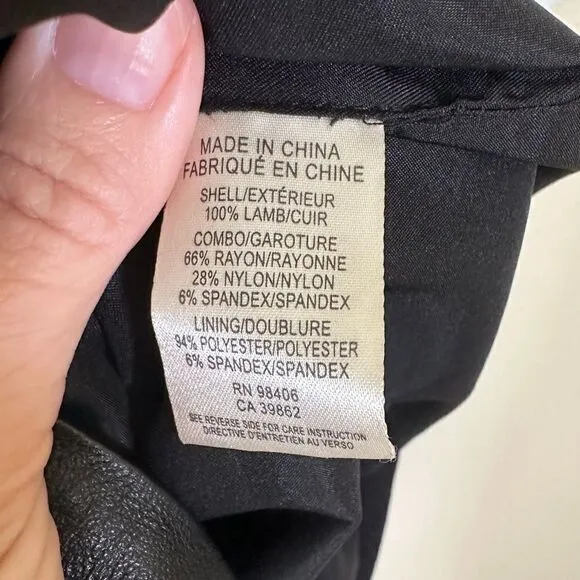 MADE IN CHINA
FABRIQUÉ EN CHINE
SHELL/EXTÉRIEUR
100% LAMB/CUIR
COMBO/GAROTURE
66% RAYON/RAYONNE
28% NYLON/NYLON
6% SPANDEX/SPANDEX
LINING/DOUBLURE
94% POLYESTER/POLYESTER
6% SPANDEX/SPANDEX
RN 98406
CA 39862
SEE REVERSE SIDE FOR CARE INSTRUCTION
DIRECTIVE D'ENTRETIEN AU VERSO